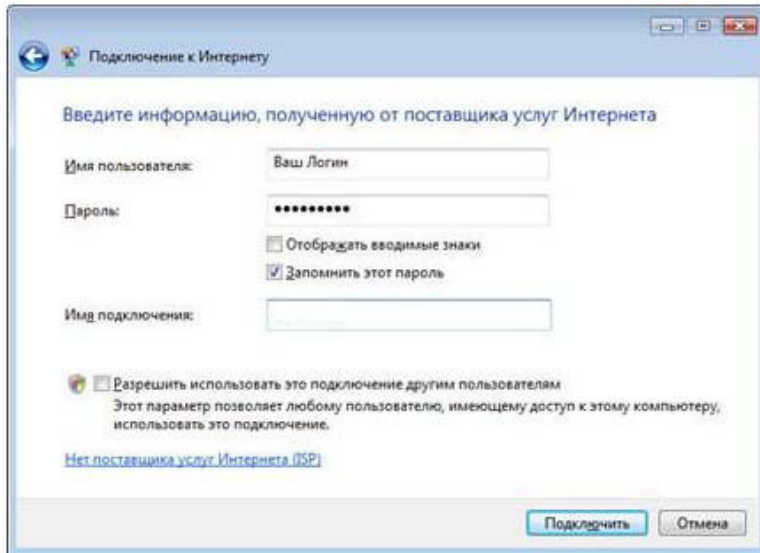 Подключение к Интернету
Введите информацию, полученную от поставщика услуг Интернета
Имя пользователя:
Ваш Логин
Пароль:
•••••••••
Отображать вводимые знаки
Запомнить этот пароль
Имя подключения:
Разрешить использовать это подключение другим пользователям
Этот параметр позволяет любому пользователю, имеющему доступ к этому компьютеру,
использовать это подключение.
Нет поставщика услуг Интернета (ISP)
Подключить
Отмена